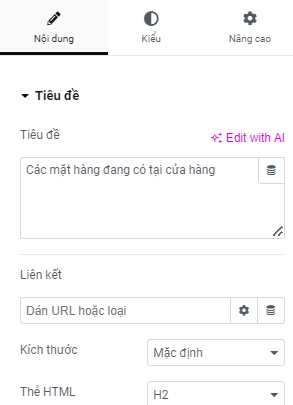 Nội dung
Kiểu
Nâng cao
Tiêu đề
Tiêu đề
Edit with AI
Các mặt hàng đang có tại cửa hàng
Liên kết
Dán URL hoặc loại
Kích thước
Mặc định
Thẻ HTML
H2